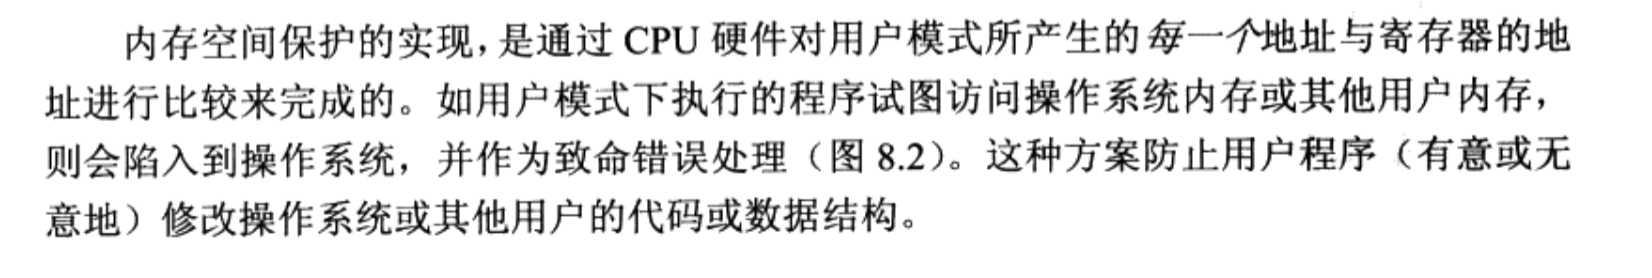 内存空间保护的实现，是通过 CPU 硬件对用户模式所产生的每一个地址与寄存器的地
址进行比较来完成的。如用户模式下执行的程序试图访问操作系统内存或其他用户内存，
则会陷入到操作系统，并作为致命错误处理（图 8.2）。这种方案防止用户程序（有意或无
意地）修改操作系统或其他用户的代码或数据结构。